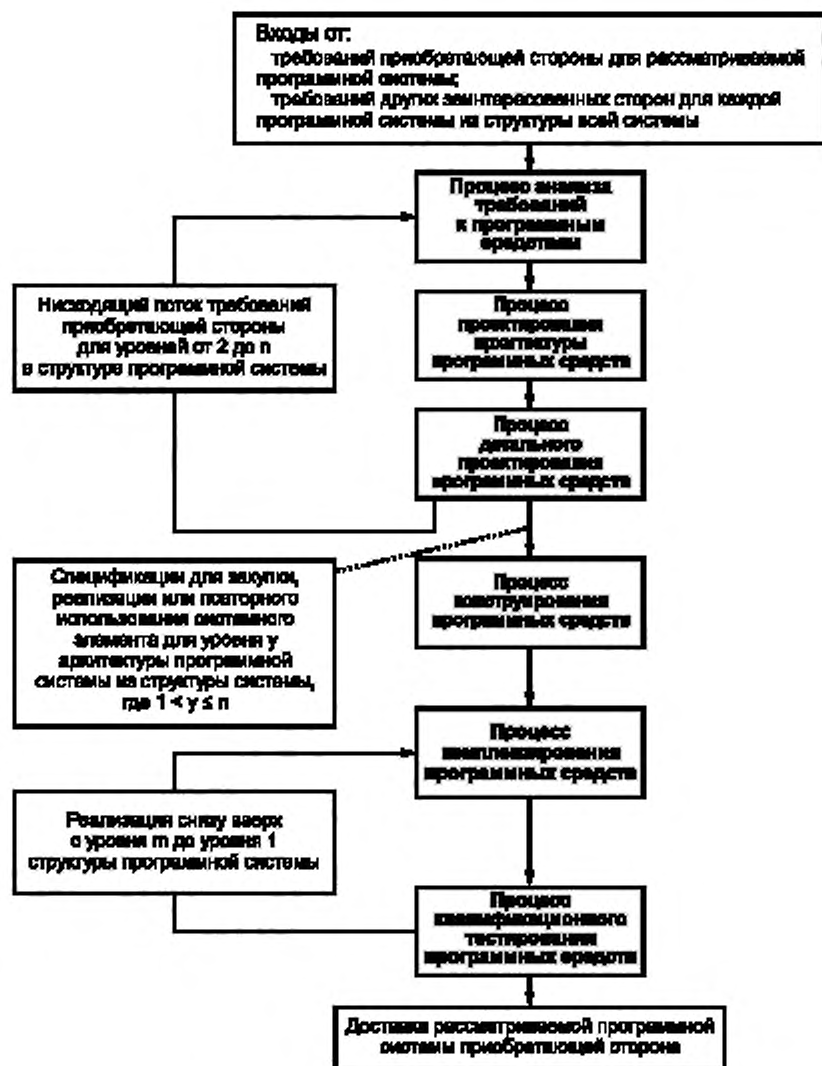 Входы от:
требований приобретающей стороны для рассматриваемой
программной системы;
требований других заинтересованных сторон для каждой
программной системы из структуры всей системы
Процесс анализа
требований
к программным
средствам
Нисходящий поток требований
приобретающей стороны
для уровней от 2 до n
в структуре программной системы
Процесс
проектирования
архитектуры
программных средств
Процесс
детального
проектирования
программных средств
Спецификации для закупки,
реализации или повторного
использования системного
элемента для уровня y
архитектуры программной
системы из структуры системы,
где 1 < y ≤ n
Процесс
конструирования
программных средств
Процесс
комплексирования
программных средств
Реализация снизу вверх
с уровня m до уровня 1
структуры программной системы
Процесс
квалификационного
тестирования
программных средств
Доставка рассматриваемой программной
системы приобретающей стороне